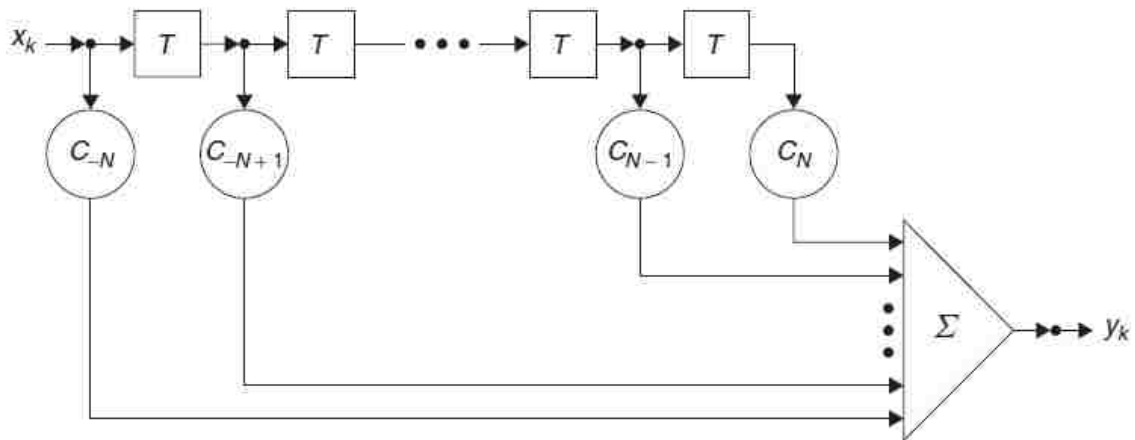 x_k T T T T
C_{-N} C_{-N+1} C_{N-1} C_N
Σ y_k